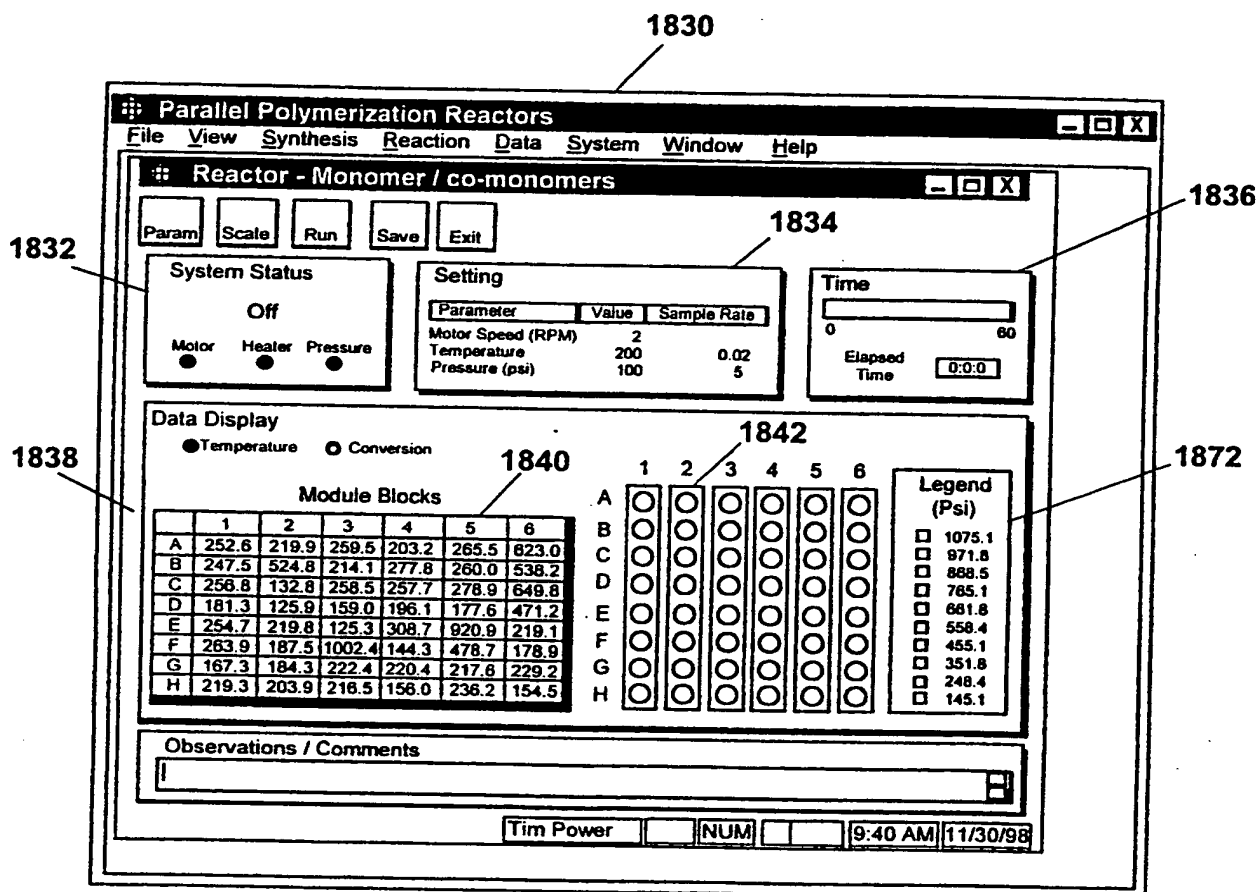 1830
Parallel Polymerization Reactors
File View Synthesis Reaction Data System Window Help
Reactor - Monomer / co-monomers
1836
Param Scale Run Save Exit
1834
1832
System Status
Off
Motor Heater Pressure
Setting
Parameter Value Sample Rate
Motor Speed (RPM) 2
Temperature 200 0.02
Pressure (psi) 100 5
Time
0 60
Elapsed Time 0:0:0
Data Display
Temperature Conversion
1838
1840
1842
1872
Module Blocks
1 2 3 4 5 6
A 252.6 219.9 259.5 203.2 265.5 623.0
B 247.5 524.8 214.1 277.8 260.0 538.2
C 256.8 132.8 258.5 257.7 278.9 649.8
D 181.3 125.9 159.0 196.1 177.6 471.2
E 254.7 219.8 125.3 308.7 920.9 219.1
F 263.9 187.5 1002.4 144.3 478.7 178.9
G 167.3 184.3 222.4 220.4 217.6 229.2
H 219.3 203.9 216.5 156.0 236.2 154.5
1 2 3 4 5 6
A
B
C
D
E
F
G
H
Legend
(Psi)
1075.1
971.8
868.5
765.1
661.8
558.4
455.1
351.8
248.4
145.1
Observations / Comments
Tim Power NUM 9:40 AM 11/30/98